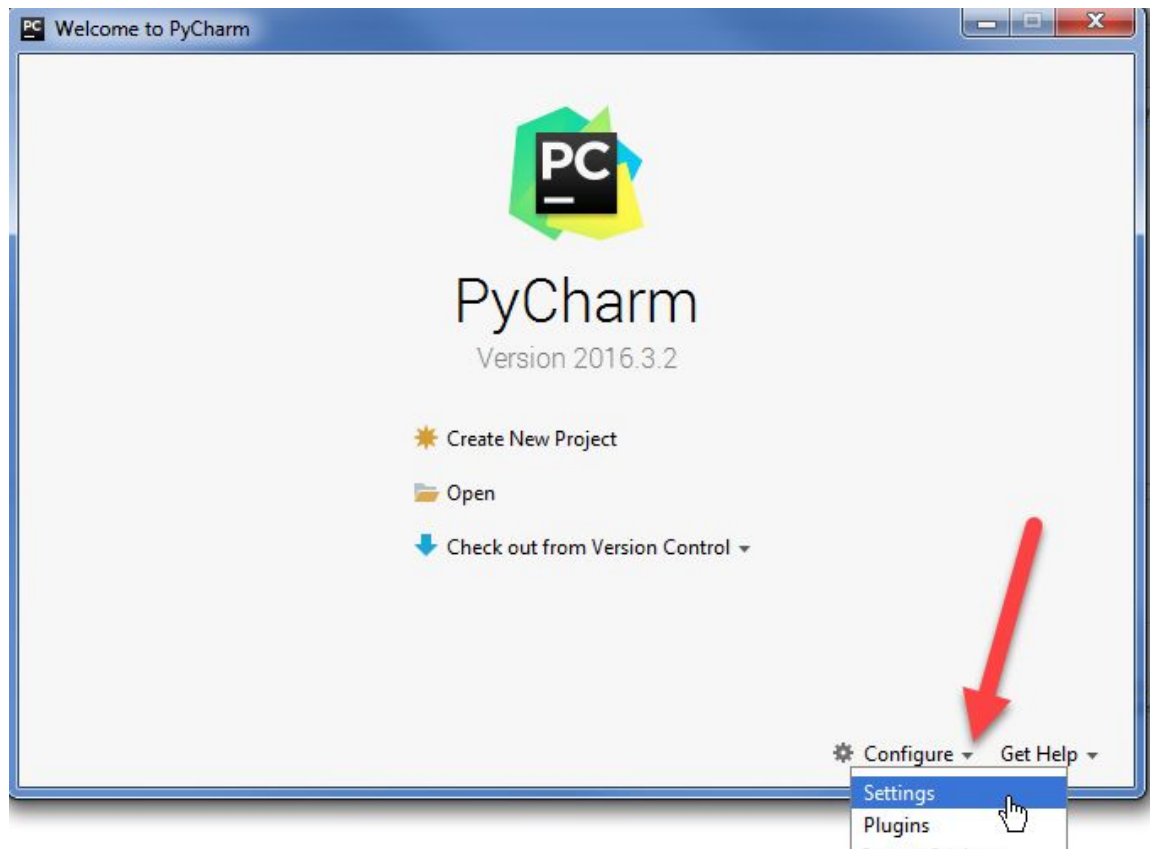 PC Welcome to PyCharm
PC
PyCharm
Version 2016.3.2
Create New Project
Open
Check out from Version Control
Configure Get Help
Settings
Plugins